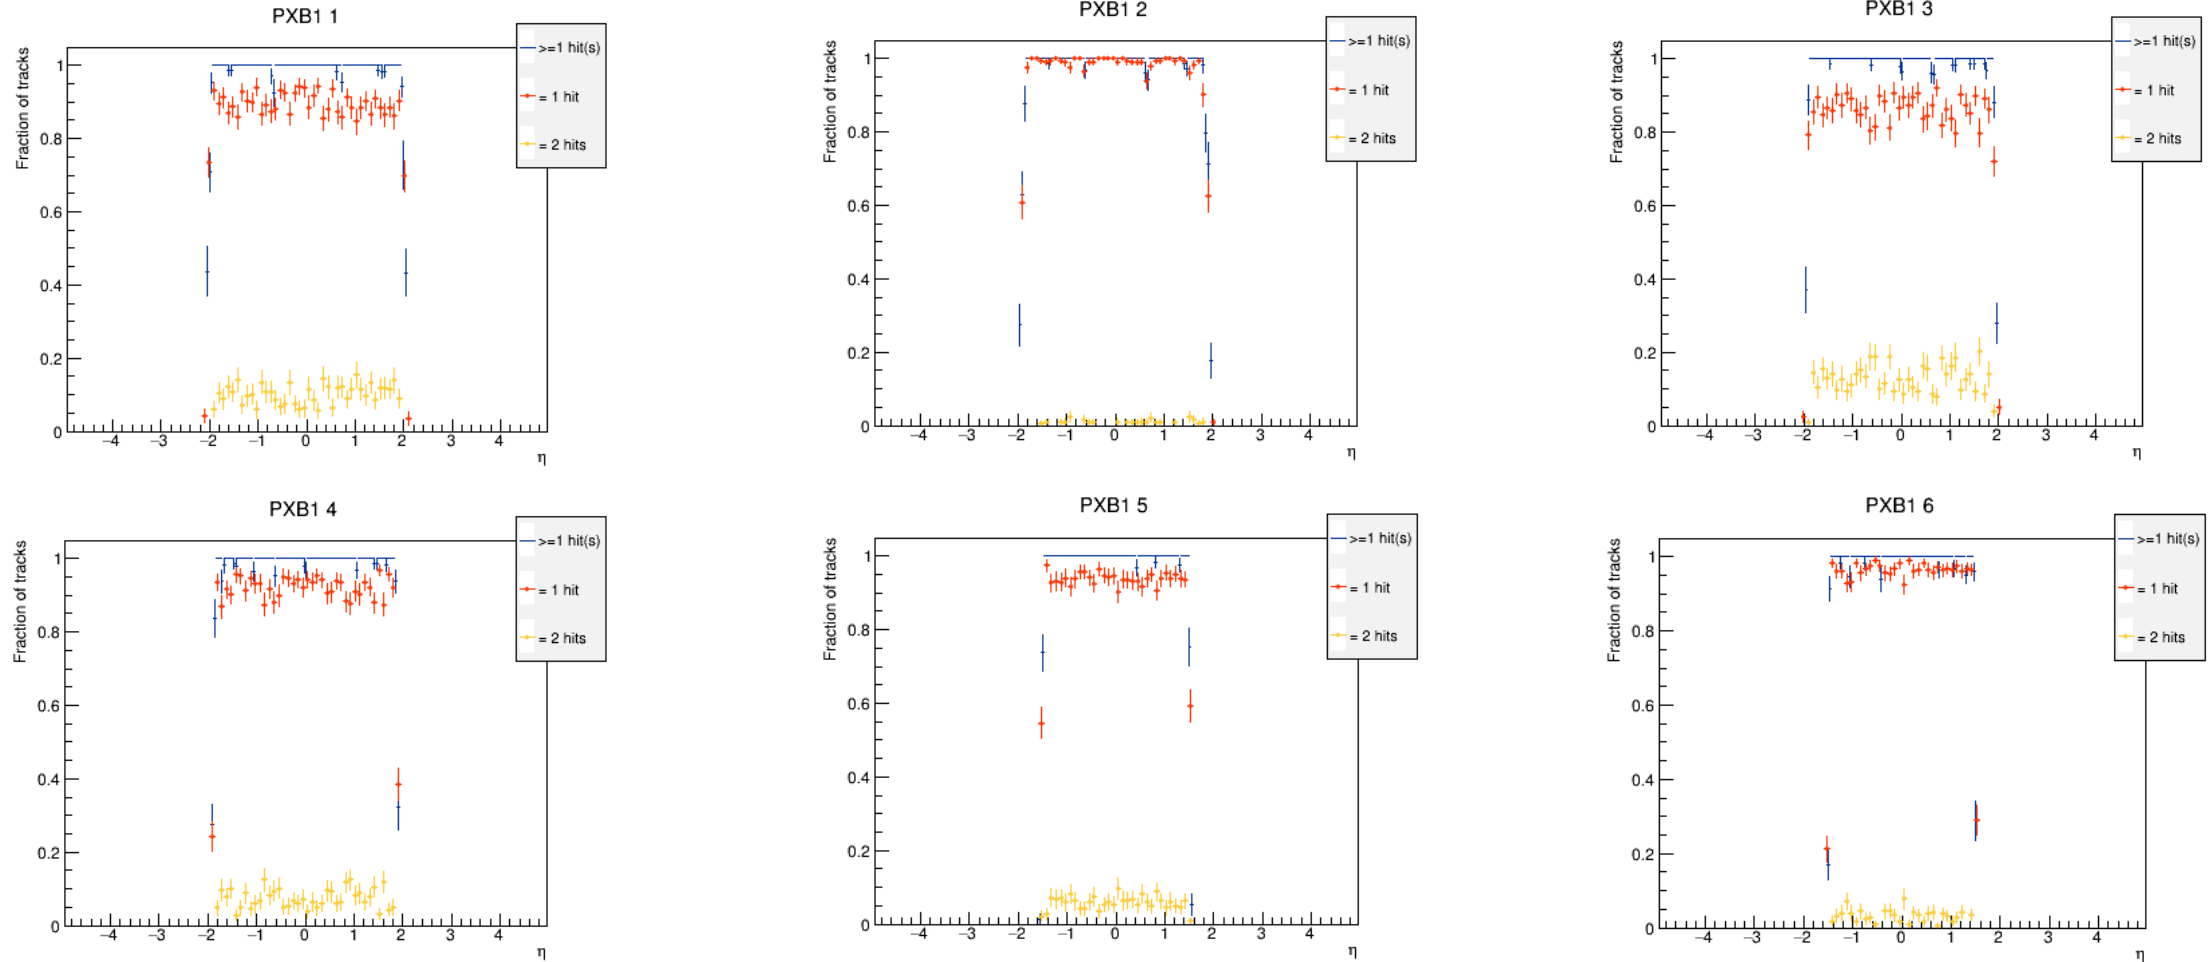 PXB1 1
Fraction of tracks
>=1 hit(s)
= 1 hit
= 2 hits
1
0.8
0.6
0.4
0.2
0
−4 −3 −2 −1 0 1 2 3 4
η
PXB1 2
Fraction of tracks
>=1 hit(s)
= 1 hit
= 2 hits
1
0.8
0.6
0.4
0.2
0
−4 −3 −2 −1 0 1 2 3 4
η
PXB1 3
Fraction of tracks
>=1 hit(s)
= 1 hit
= 2 hits
1
0.8
0.6
0.4
0.2
0
−4 −3 −2 −1 0 1 2 3 4
η
PXB1 4
Fraction of tracks
>=1 hit(s)
= 1 hit
= 2 hits
1
0.8
0.6
0.4
0.2
0
−4 −3 −2 −1 0 1 2 3 4
η
PXB1 5
Fraction of tracks
>=1 hit(s)
= 1 hit
= 2 hits
1
0.8
0.6
0.4
0.2
0
−4 −3 −2 −1 0 1 2 3 4
η
PXB1 6
Fraction of tracks
>=1 hit(s)
= 1 hit
= 2 hits
1
0.8
0.6
0.4
0.2
0
−4 −3 −2 −1 0 1 2 3 4
η